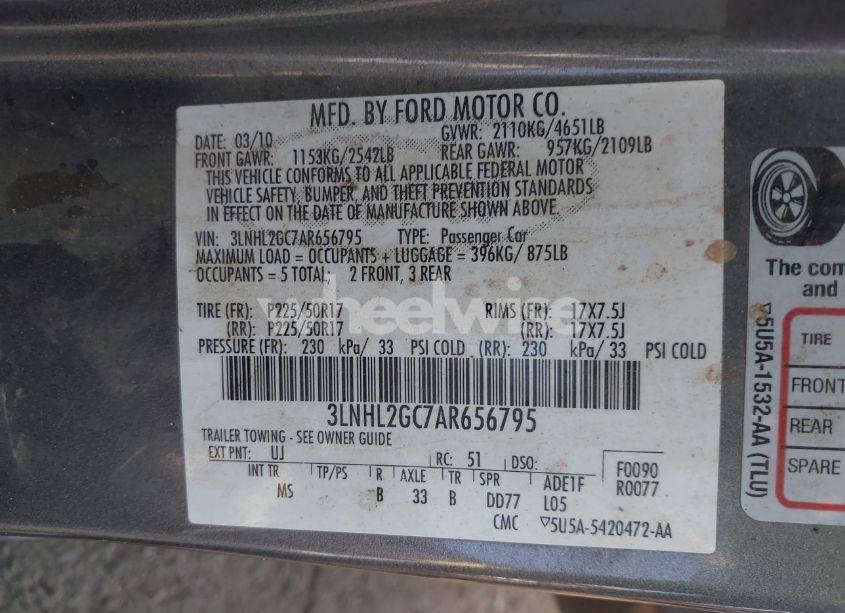 MFD. BY FORD MOTOR CO.
DATE: 03/10 GVWR: 2110KG/4651LB
FRONT GAWR: 1153KG/2542LB REAR GAWR: 957KG/2109LB
THIS VEHICLE CONFORMS TO ALL APPLICABLE FEDERAL MOTOR
VEHICLE SAFETY, BUMPER, AND THEFT PREVENTION STANDARDS
IN EFFECT ON THE DATE OF MANUFACTURE SHOWN ABOVE.
VIN: 3LNHL2GC7AR656795 TYPE: Passenger Car
MAXIMUM LOAD = OCCUPANTS + LUGGAGE = 396KG/ 875LB
OCCUPANTS = 5 TOTAL; 2 FRONT, 3 REAR
TIRE (FR): P225/50R17 RIMS (FR): 17X7.5J
(RR): P225/50R17 (RR): 17X7.5J
PRESSURE (FR): 230 kPa/ 33 PSI COLD (RR): 230 kPa/ 33 PSI COLD
3LNHL2GC7AR656795
TRAILER TOWING - SEE OWNER GUIDE
EXT PNT: UJ RC: 51 DSO: F0090
INT TR TP/PS R AXLE TR SPR ADE1F R0077
MS B 33 B DD77 L05
CMC ▽5U5A-5420472-AA
wheelwire
The com
and
▽5U5A-1532-AA (TLU)
TIRE
FRONT
REAR
SPARE